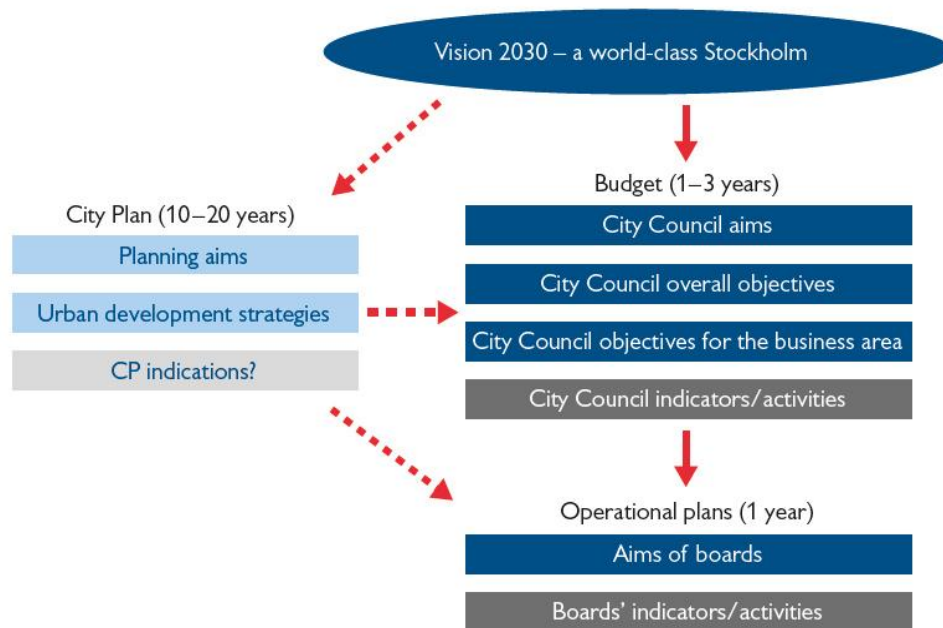 Vision 2030 – a world-class Stockholm
City Plan (10–20 years)
Planning aims
Urban development strategies
CP indications?
Budget (1–3 years)
City Council aims
City Council overall objectives
City Council objectives for the business area
City Council indicators/activities
Operational plans (1 year)
Aims of boards
Boards’ indicators/activities